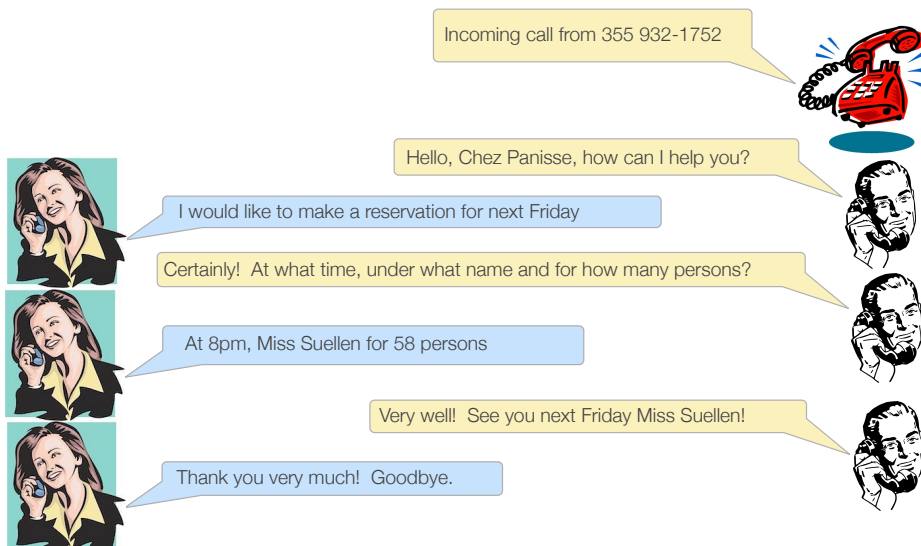 Incoming call from 355 932-1752
Hello, Chez Panisse, how can I help you?
I would like to make a reservation for next Friday
Certainly! At what time, under what name and for how many persons?
At 8pm, Miss Suellen for 58 persons
Very well! See you next Friday Miss Suellen!
Thank you very much! Goodbye.